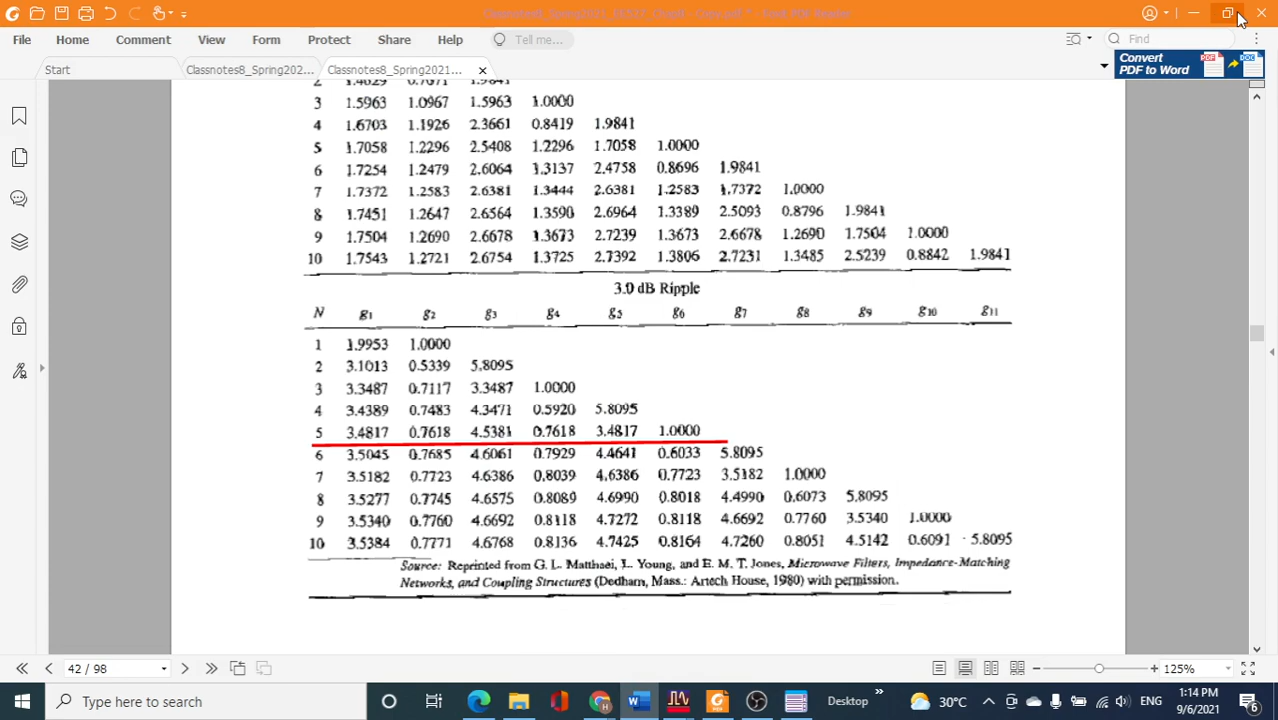 File Home Comment View Form Protect Share Help Tell me... Find
Convert
PDF to Word
Start Classnotes8_Spring202... Classnotes8_Spring2021...
3 1.5963 1.0967 1.5963 1.0000
4 1.6703 1.1926 2.3661 0.8419 1.9841
5 1.7058 1.2296 2.5408 1.2296 1.7058 1.0000
6 1.7254 1.2479 2.6064 1.3137 2.4758 0.8696 1.9841
7 1.7372 1.2583 2.6381 1.3444 2.6381 1.2583 1.7372 1.0000
8 1.7451 1.2647 2.6564 1.3590 2.6964 1.3389 2.5093 0.8796 1.9841
9 1.7504 1.2690 2.6678 1.3673 2.7239 1.3673 2.6678 1.2690 1.7504 1.0000
10 1.7543 1.2721 2.6754 1.3725 2.7392 1.3806 2.7231 1.3485 2.5239 0.8842 1.9841
3.0 dB Ripple
N g1 g2 g3 g4 g5 g6 g7 g8 g9 g10 g11
1 1.9953 1.0000
2 3.1013 0.5339 5.8095
3 3.3487 0.7117 3.3487 1.0000
4 3.4389 0.7483 4.3471 0.5920 5.8095
5 3.4817 0.7618 4.5381 0.7618 3.4817 1.0000
6 3.5045 0.7685 4.6061 0.7929 4.4641 0.6033 5.8095
7 3.5182 0.7723 4.6386 0.8039 4.6386 0.7723 3.5182 1.0000
8 3.5277 0.7745 4.6575 0.8089 4.6990 0.8018 4.4990 0.6073 5.8095
9 3.5340 0.7760 4.6692 0.8118 4.7272 0.8118 4.6692 0.7760 3.5340 1.0000
10 3.5384 0.7771 4.6768 0.8136 4.7425 0.8164 4.7260 0.8051 4.5142 0.6091 5.8095
Source: Reprinted from G. L. Matthaei, L. Young, and E. M. T. Jones, Microwave Filters, Impedance-Matching
Networks, and Coupling Structures (Dedham, Mass.: Artech House, 1980) with permission.
42 / 98 125%
Type here to search Desktop 30°C ENG 1:14 PM
9/6/2021 6